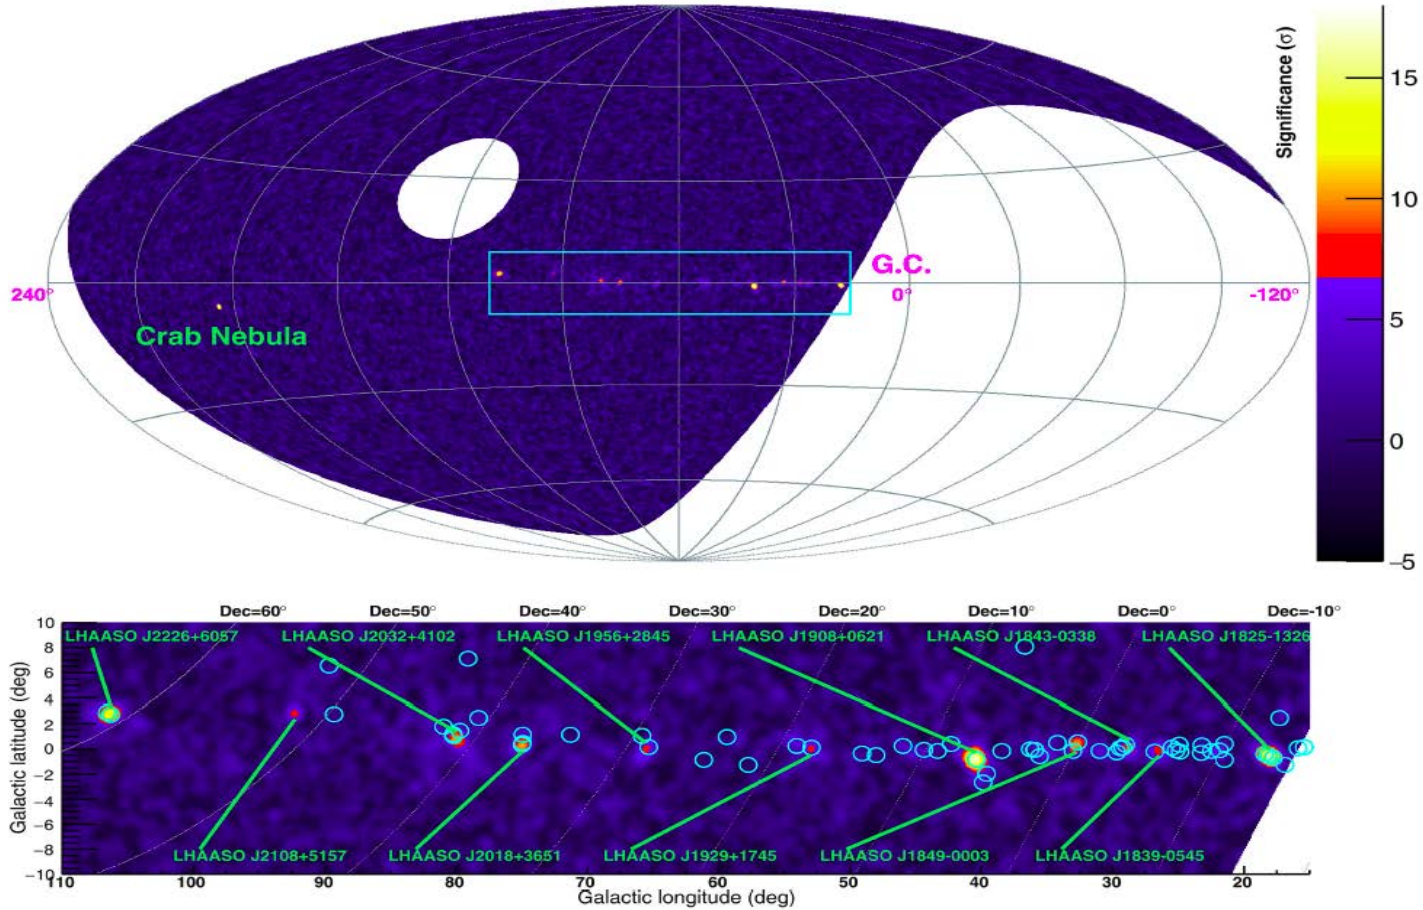 Significance (σ)
15
10
5
0
−5
240°
G.C.
0°
-120°
Crab Nebula
Dec=60° Dec=50° Dec=40° Dec=30° Dec=20° Dec=10° Dec=0° Dec=-10°
LHAASO J2226+6057 LHAASO J2032+4102 LHAASO J1956+2845 LHAASO J1908+0621 LHAASO J1843-0338 LHAASO J1825-1326
Galactic latitude (deg)
10
8
6
4
2
0
−2
−4
−6
−8
−10
LHAASO J2108+5157 LHAASO J2018+3651 LHAASO J1929+1745 LHAASO J1849-0003 LHAASO J1839-0545
110 100 90 80 70 60 50 40 30 20
Galactic longitude (deg)